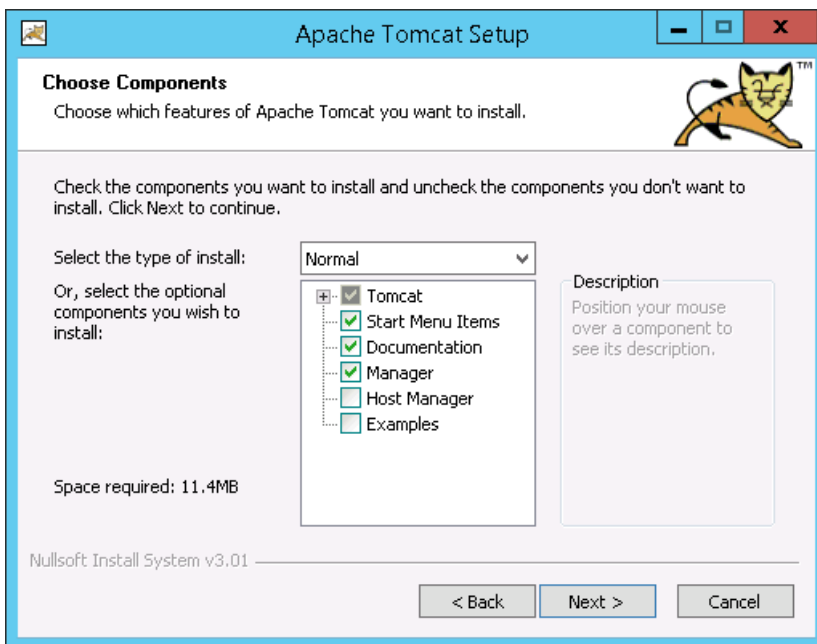 Apache Tomcat Setup
Choose Components
Choose which features of Apache Tomcat you want to install.
TM
Check the components you want to install and uncheck the components you don't want to
install. Click Next to continue.
Select the type of install:
Normal
Or, select the optional
components you wish to
install:
Tomcat
Start Menu Items
Documentation
Manager
Host Manager
Examples
Description
Position your mouse
over a component to
see its description.
Space required: 11.4MB
Nullsoft Install System v3.01
< Back
Next >
Cancel